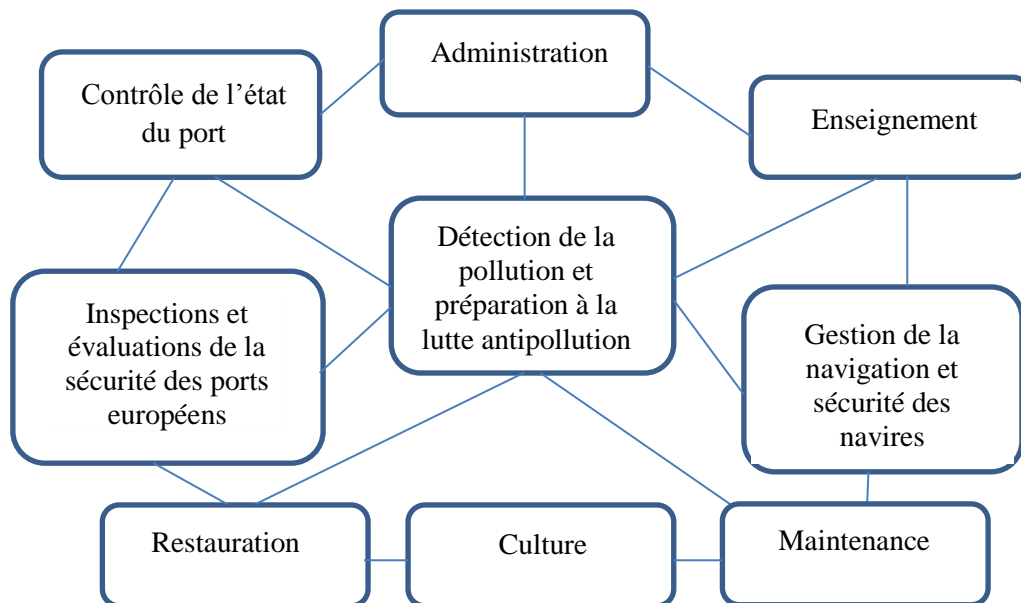 Administration
Contrôle de l’état
du port
Enseignement
Détection de la
pollution et
préparation à la
lutte antipollution
Inspections et
évaluations de la
sécurité des ports
européens
Gestion de la
navigation et
sécurité des
navires
Restauration
Culture
Maintenance